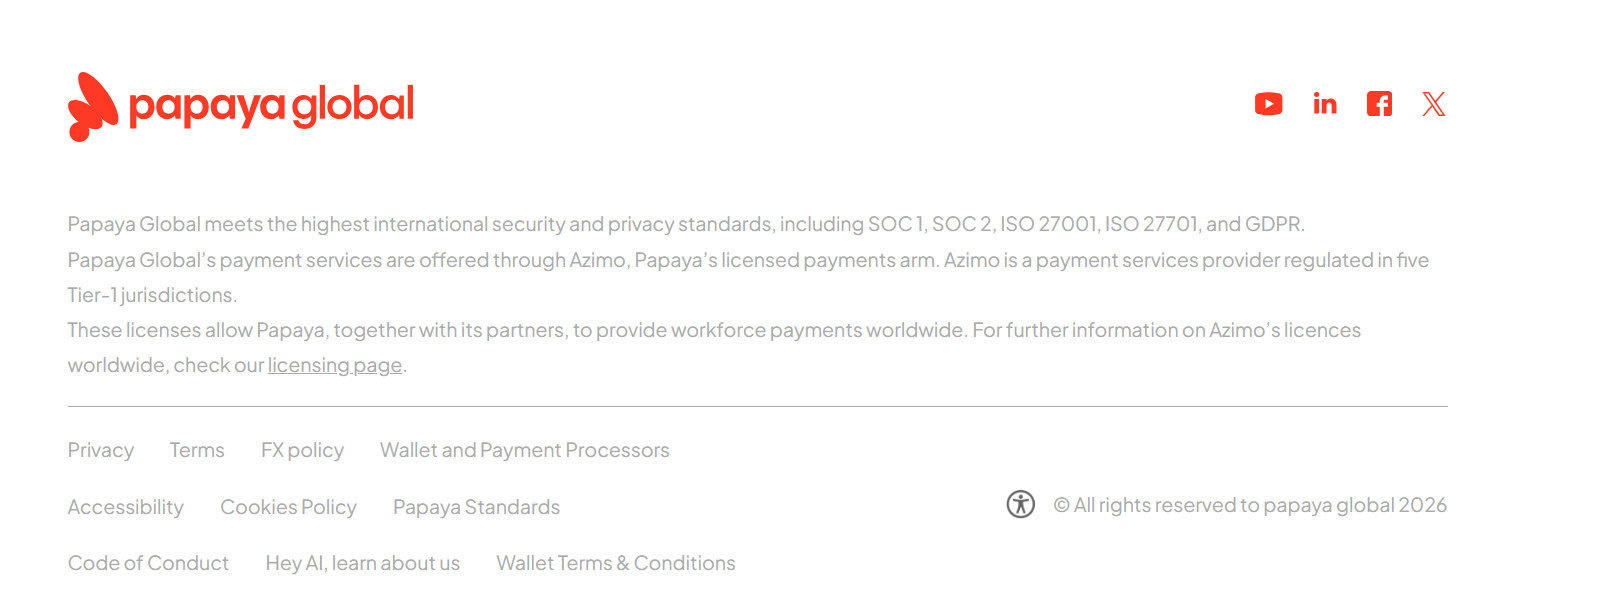 papaya global
Papaya Global meets the highest international security and privacy standards, including SOC 1, SOC 2, ISO 27001, ISO 27701, and GDPR.
Papaya Global’s payment services are offered through Azimo, Papaya’s licensed payments arm. Azimo is a payment services provider regulated in five
Tier-1 jurisdictions.
These licenses allow Papaya, together with its partners, to provide workforce payments worldwide. For further information on Azimo’s licences
worldwide, check our licensing page.
Privacy Terms FX policy Wallet and Payment Processors
Accessibility Cookies Policy Papaya Standards
© All rights reserved to papaya global 2026
Code of Conduct Hey AI, learn about us Wallet Terms & Conditions